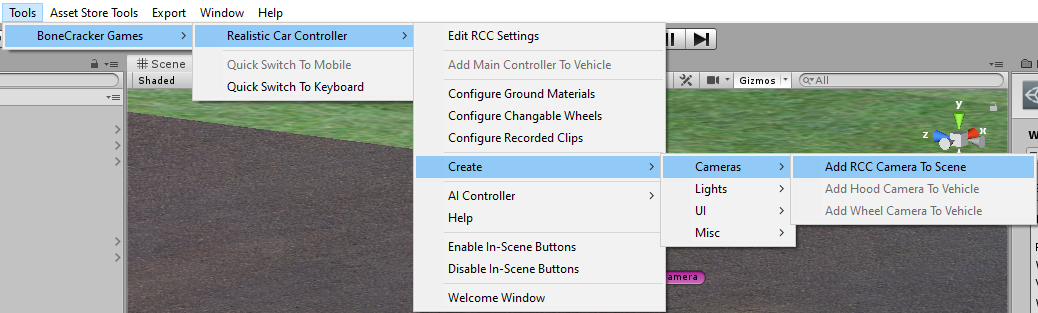 Tools Asset Store Tools Export Window Help
BoneCracker Games
Realistic Car Controller
Quick Switch To Mobile
Quick Switch To Keyboard
Edit RCC Settings
Add Main Controller To Vehicle
Configure Ground Materials
Configure Changable Wheels
Configure Recorded Clips
Create
AI Controller
Help
Enable In-Scene Buttons
Disable In-Scene Buttons
Welcome Window
Cameras
Lights
UI
Misc
Add RCC Camera To Scene
Add Hood Camera To Vehicle
Add Wheel Camera To Vehicle
Scene
Shaded
Gizmos
All
y
z
x
amera